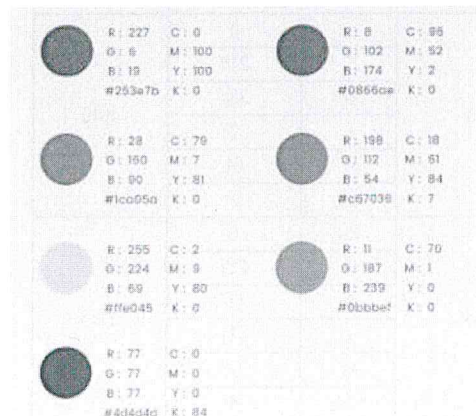 R : 227 C : 0
G : 6 M : 100
B : 19 Y : 100
#253e7b K : 0
R : 8 C : 96
G : 102 M : 52
B : 174 Y : 2
#0866ae K : 0
R : 28 C : 79
G : 160 M : 7
B : 90 Y : 81
#1ca05a K : 0
R : 198 C : 18
G : 112 M : 61
B : 54 Y : 84
#c67036 K : 7
R : 255 C : 2
G : 224 M : 9
B : 69 Y : 80
#ffe045 K : 0
R : 11 C : 70
G : 187 M : 1
B : 239 Y : 0
#0bbbef K : 0
R : 77 C : 0
G : 77 M : 0
B : 77 Y : 0
#4d4d4d K : 84